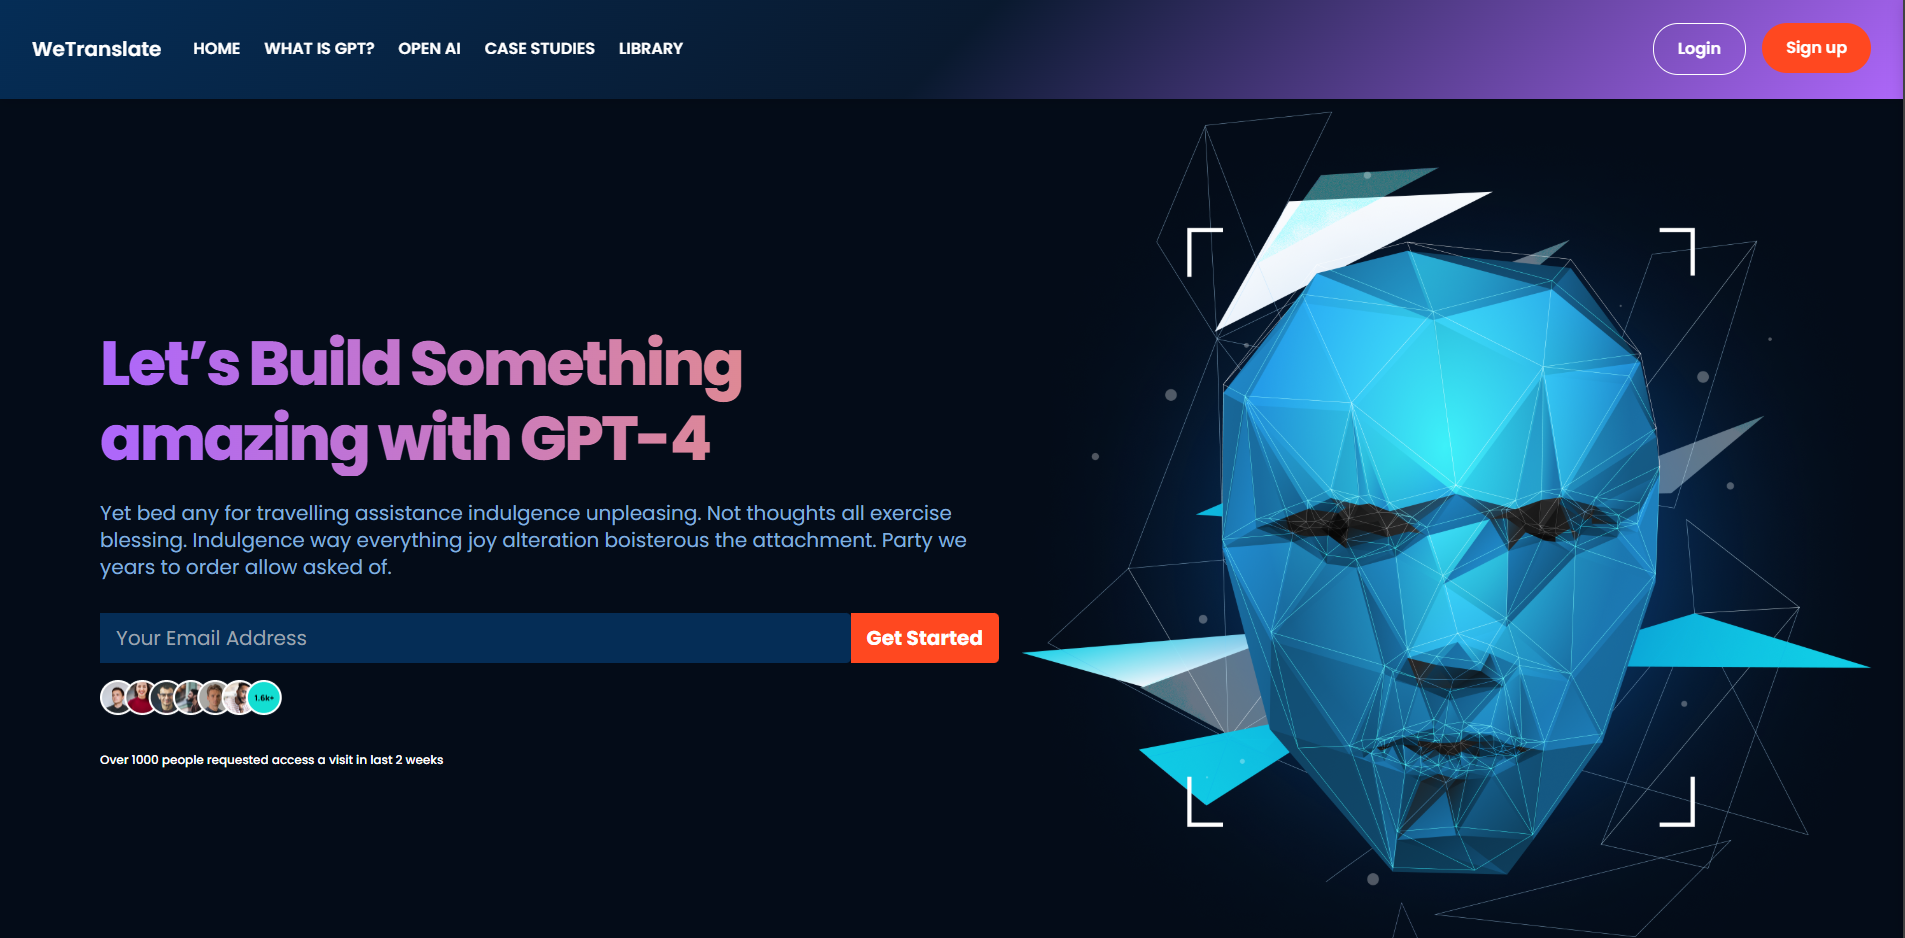 WeTranslate HOME WHAT IS GPT? OPEN AI CASE STUDIES LIBRARY Login Sign up
Let’s Build Something
amazing with GPT-4
Yet bed any for travelling assistance indulgence unpleasing. Not thoughts all exercise
blessing. Indulgence way everything joy alteration boisterous the attachment. Party we
years to order allow asked of.
Your Email Address Get Started
1.6k+
Over 1000 people requested access a visit in last 2 weeks